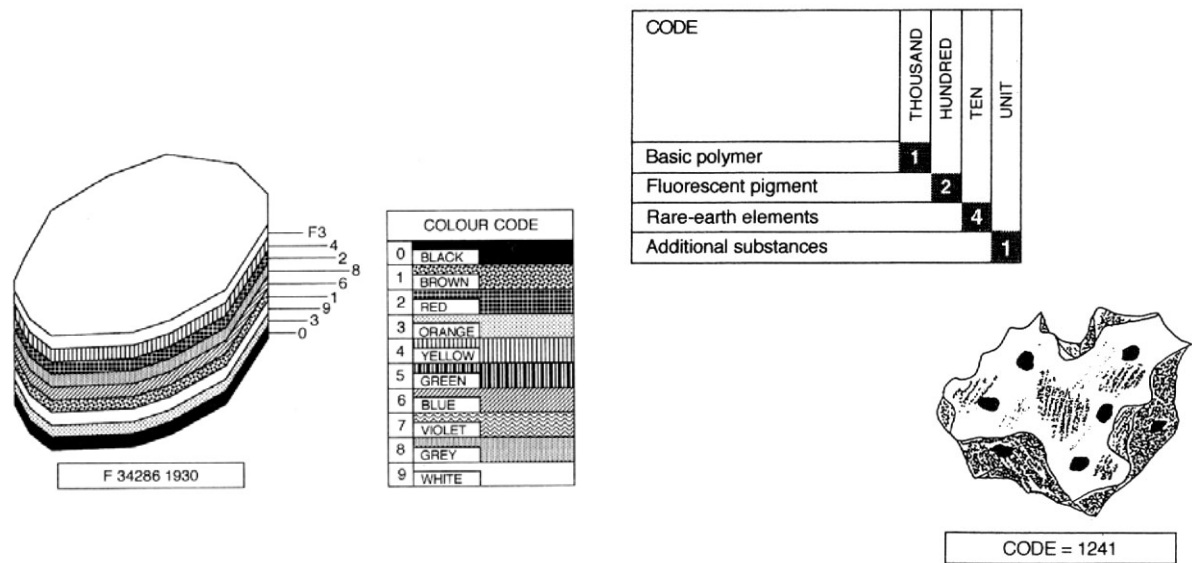 F3
4
2
8
6
1
9
3
0
F 34286 1930
COLOUR CODE
0 BLACK
1 BROWN
2 RED
3 ORANGE
4 YELLOW
5 GREEN
6 BLUE
7 VIOLET
8 GREY
9 WHITE
CODE
THOUSAND
HUNDRED
TEN
UNIT
Basic polymer 1
Fluorescent pigment 2
Rare-earth elements 4
Additional substances 1
CODE = 1241